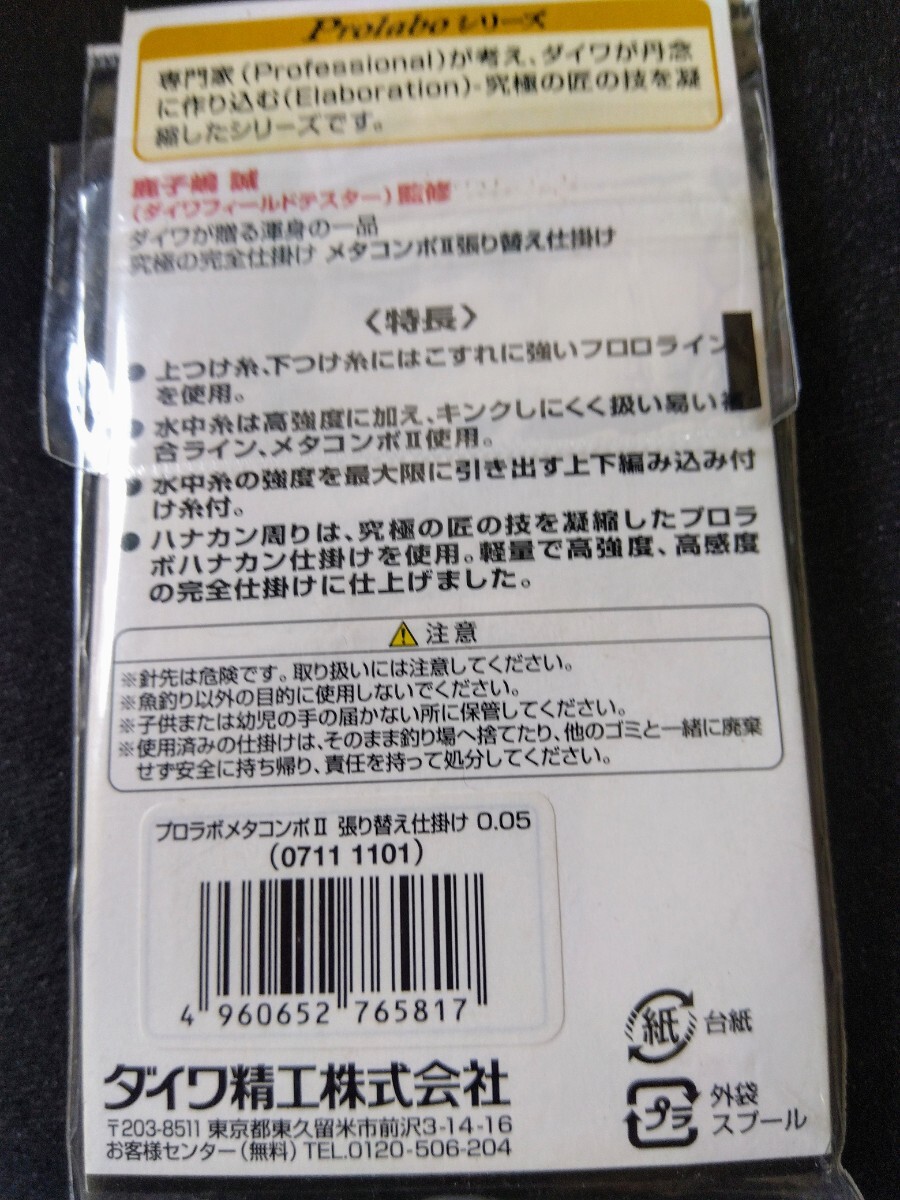 Prolaboシリーズ
専門家(Professional)が考え、ダイワが丹念
に作り込む(Elaboration)-究極の匠の技を凝
縮したシリーズです。
鹿子嶋 誠
(ダイワフィールドテスター)監修
ダイワが贈る渾身の一品
究極の完全仕掛け メタコンポⅡ張り替え仕掛け
〈特長〉
● 上つけ糸、下つけ糸にはこすれに強いフロロライン
を使用。
● 水中糸は高強度に加え、キンクしにくく扱い易い複
合ライン、メタコンポⅡ使用。
● 水中糸の強度を最大限に引き出す上下編み込み付
け糸付。
● ハナカン周りは、究極の匠の技を凝縮したプロラ
ボハナカン仕掛けを使用。軽量で高強度、高感度
の完全仕掛けに仕上げました。
注意
※針先は危険です。取り扱いには注意してください。
※魚釣り以外の目的に使用しないでください。
※子供または幼児の手の届かない所に保管してください。
※使用済みの仕掛けは、そのまま釣り場へ捨てたり、他のゴミと一緒に廃棄
せず安全に持ち帰り、責任を持って処分してください。
プロラボメタコンポⅡ 張り替え仕掛け 0.05
(0711 1101)
4 960652 765817
ダイワ精工株式会社
〒203-8511 東京都東久留米市前沢3-14-16
お客様センター(無料) TEL.0120-506-204
紙 台紙
プラ 外袋
スプール